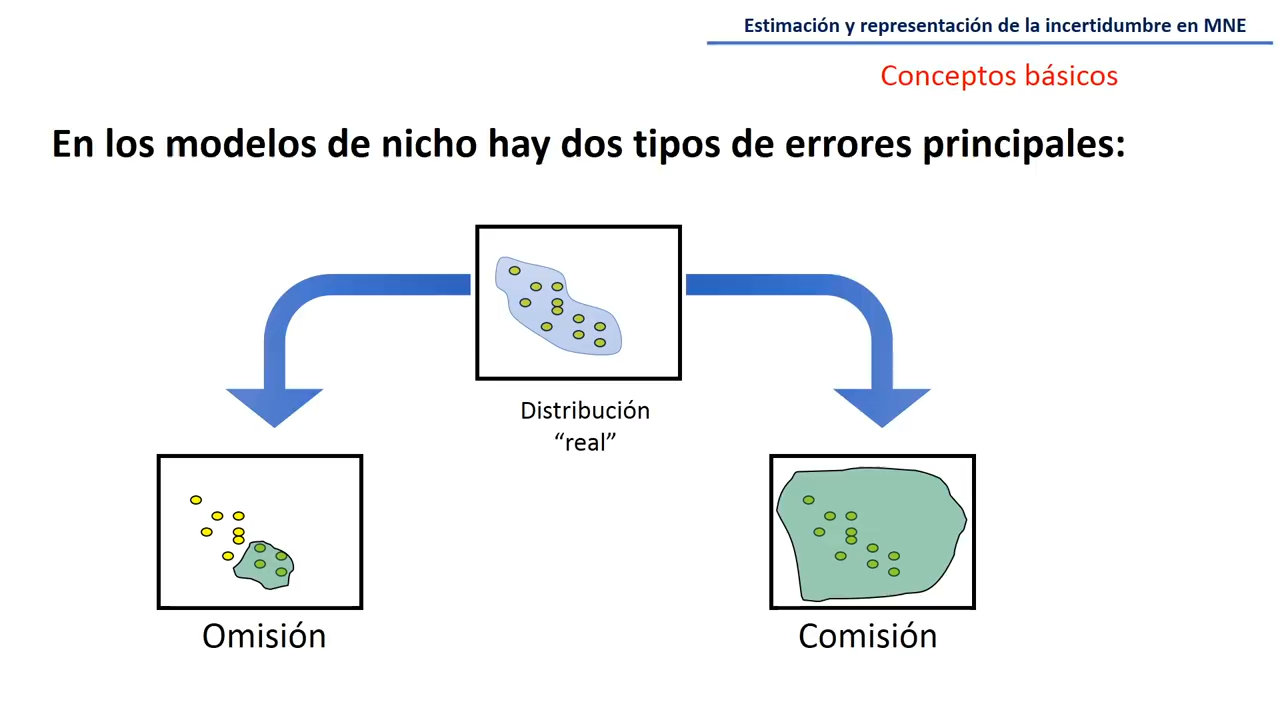 Estimación y representación de la incertidumbre en MNE
Conceptos básicos
En los modelos de nicho hay dos tipos de errores principales:
Distribución
“real”
Omisión
Comisión